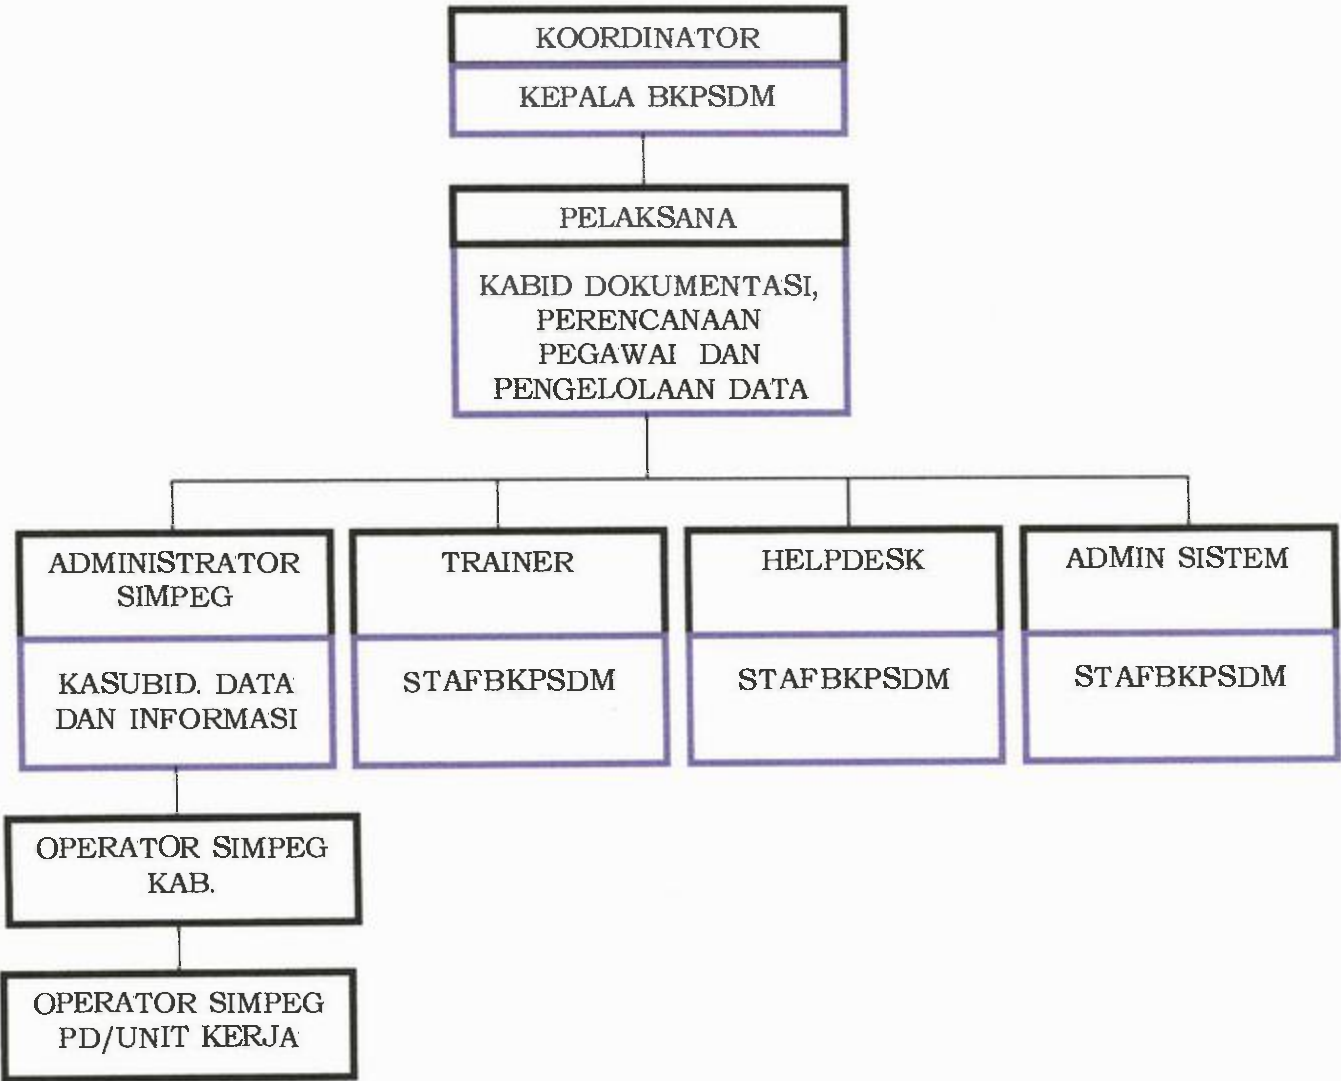 KOORDINATOR
KEPALA BKPSDM
PELAKSANA
KABID DOKUMENTASI,
PERENCANAAN
PEGAWAI DAN
PENGELOLAAN DATA
ADMINISTRATOR
SIMPEG
KASUBID. DATA
DAN INFORMASI
TRAINER
STAFBKPSDM
HELPDESK
STAFBKPSDM
ADMIN SISTEM
STAFBKPSDM
OPERATOR SIMPEG
KAB.
OPERATOR SIMPEG
PD/UNIT KERJA